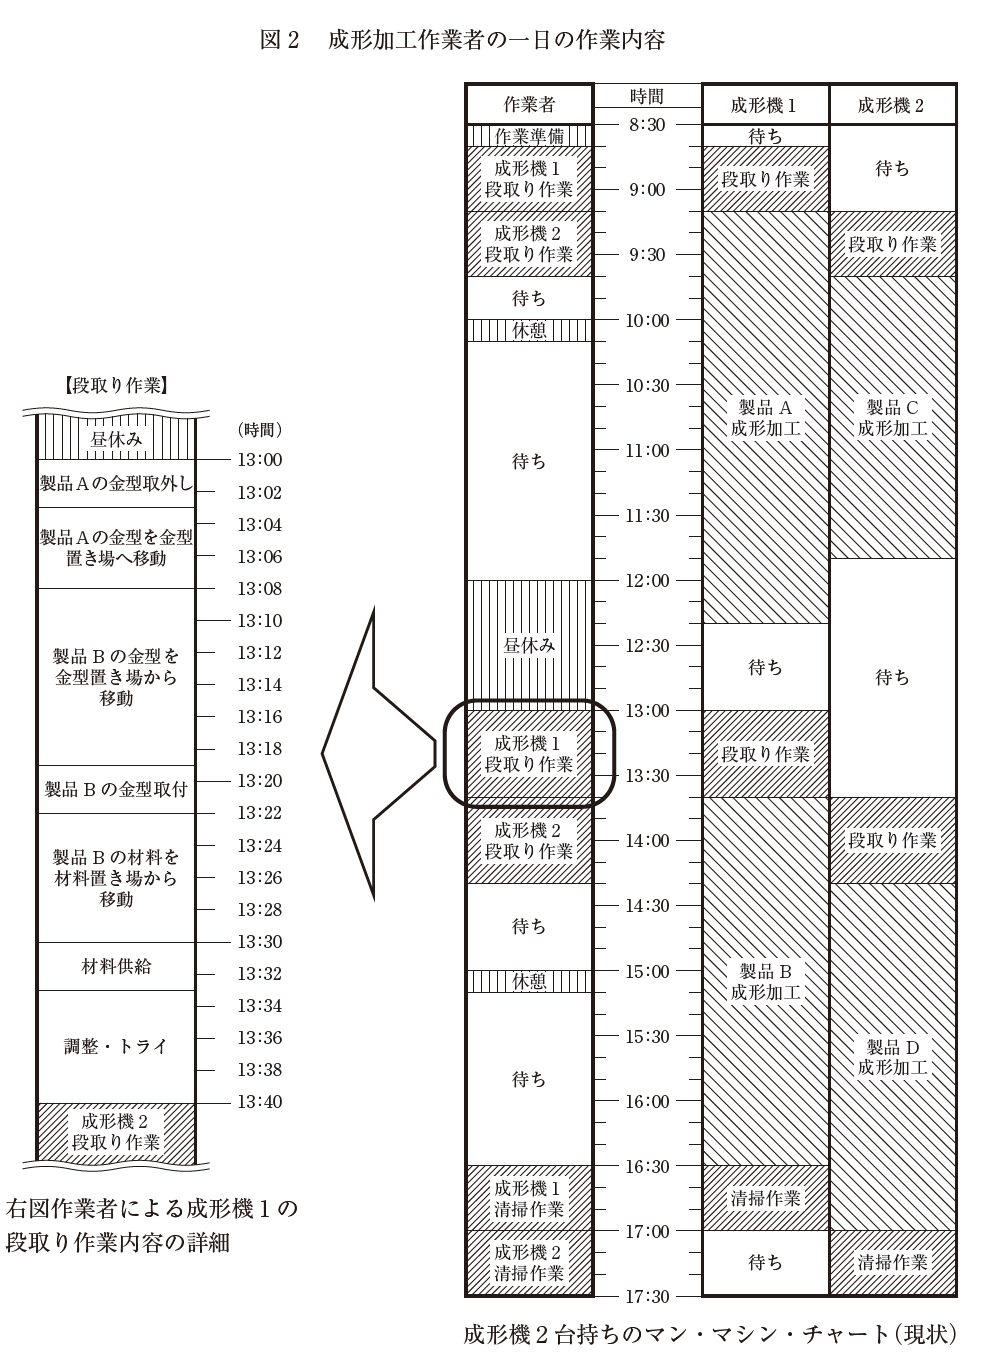 図２　成形加工作業者の一日の作業内容
作業者
時間
成形機１
成形機２
8:30
9:00
9:30
10:00
10:30
11:00
11:30
12:00
12:30
13:00
13:30
14:00
14:30
15:00
15:30
16:00
16:30
17:00
17:30
作業準備
成形機１
段取り作業
成形機２
段取り作業
待ち
休憩
待ち
昼休み
成形機１
段取り作業
成形機２
段取り作業
待ち
休憩
待ち
成形機１
清掃作業
成形機２
清掃作業
待ち
段取り作業
製品Ａ
成形加工
待ち
段取り作業
製品Ｂ
成形加工
清掃作業
待ち
待ち
段取り作業
製品Ｃ
成形加工
待ち
段取り作業
製品Ｄ
成形加工
清掃作業
成形機２台持ちのマン・マシン・チャート（現状）
【段取り作業】
（時間）
昼休み
製品Ａの金型取外し
製品Ａの金型を金型
置き場へ移動
製品Ｂの金型を
金型置き場から
移動
製品Ｂの金型取付
製品Ｂの材料を
材料置き場から
移動
材料供給
調整・トライ
成形機２
段取り作業
13:00
13:02
13:04
13:06
13:08
13:10
13:12
13:14
13:16
13:18
13:20
13:22
13:24
13:26
13:28
13:30
13:32
13:34
13:36
13:38
13:40
右図作業者による成形機１の
段取り作業内容の詳細